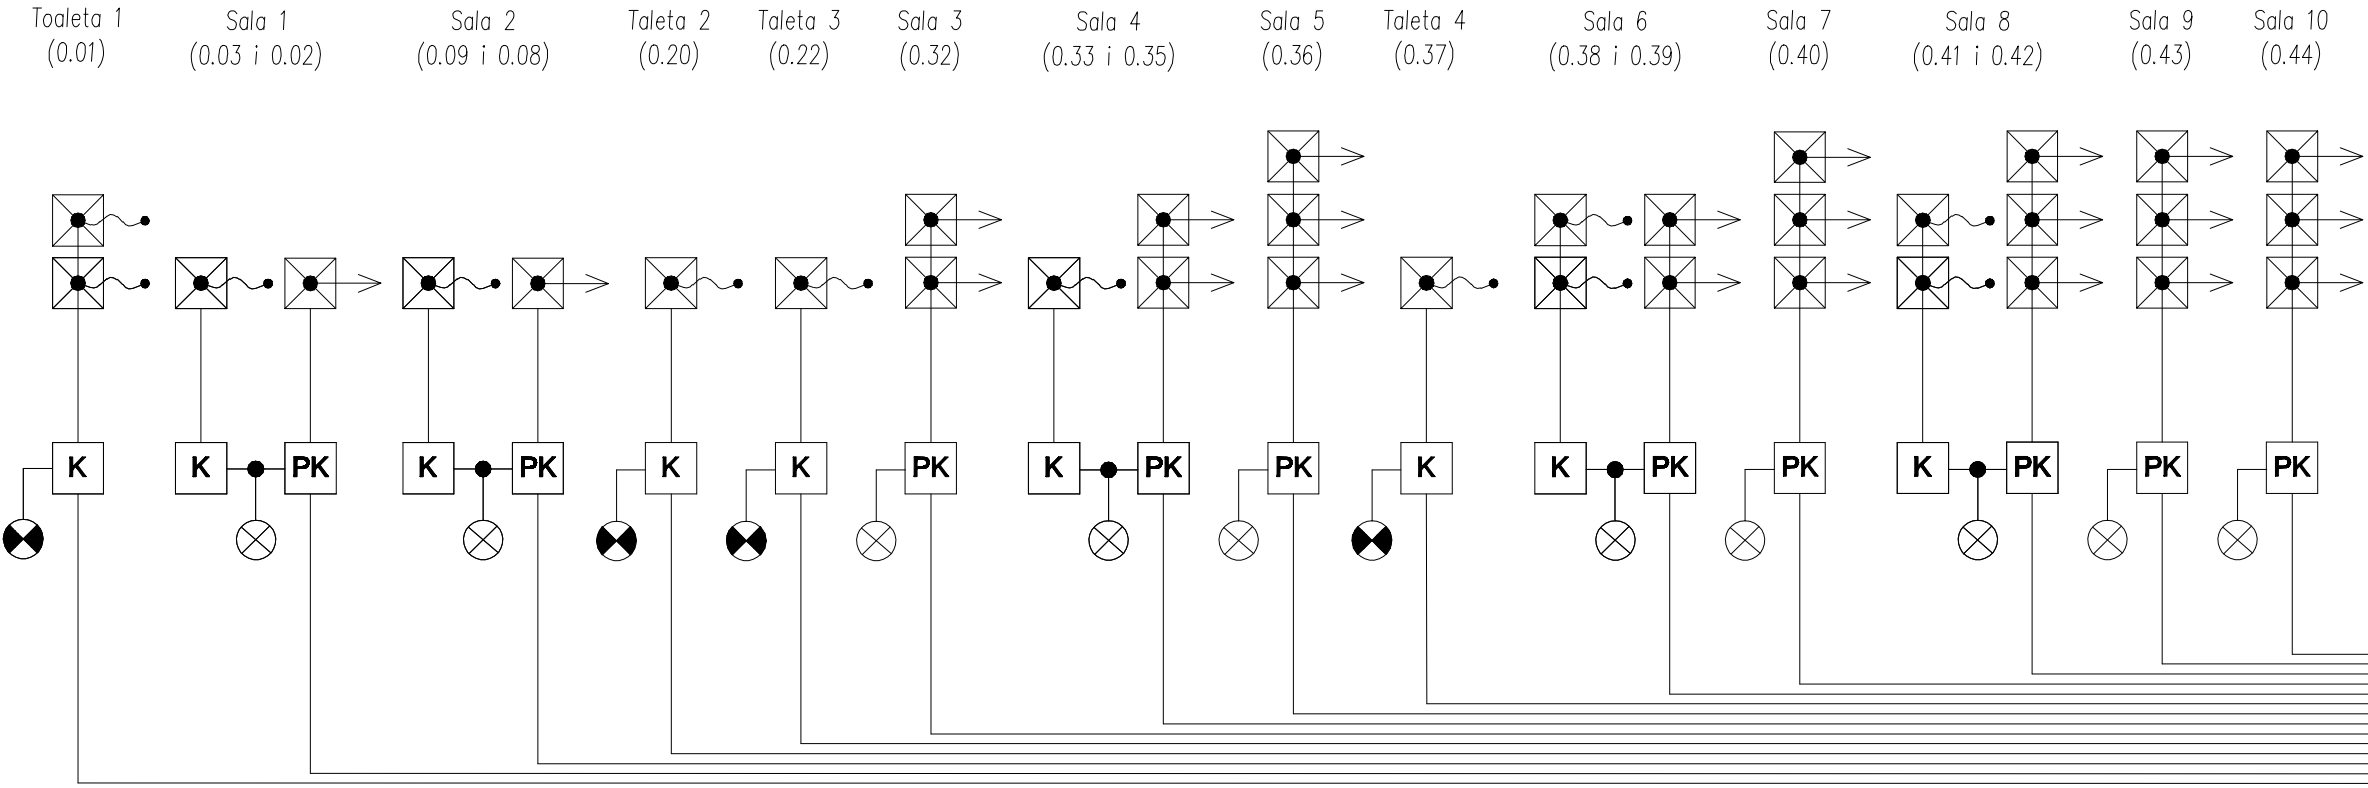 Toaleta 1 Sala 1 Sala 2 Taleta 2 Taleta 3 Sala 3 Sala 4 Sala 5 Taleta 4 Sala 6 Sala 7 Sala 8 Sala 9 Sala 10
(0.01) (0.03 i 0.02) (0.09 i 0.08) (0.20) (0.22) (0.32) (0.33 i 0.35) (0.36) (0.37) (0.38 i 0.39) (0.40) (0.41 i 0.42) (0.43) (0.44)
K K PK K PK K K PK K PK PK K K PK PK K PK PK PK